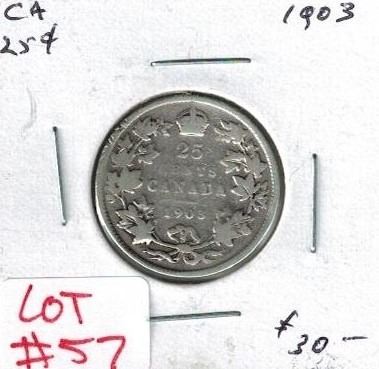 CA 1903
25¢
25
CENTS
CANADA
1903
LOT
#57
$30-